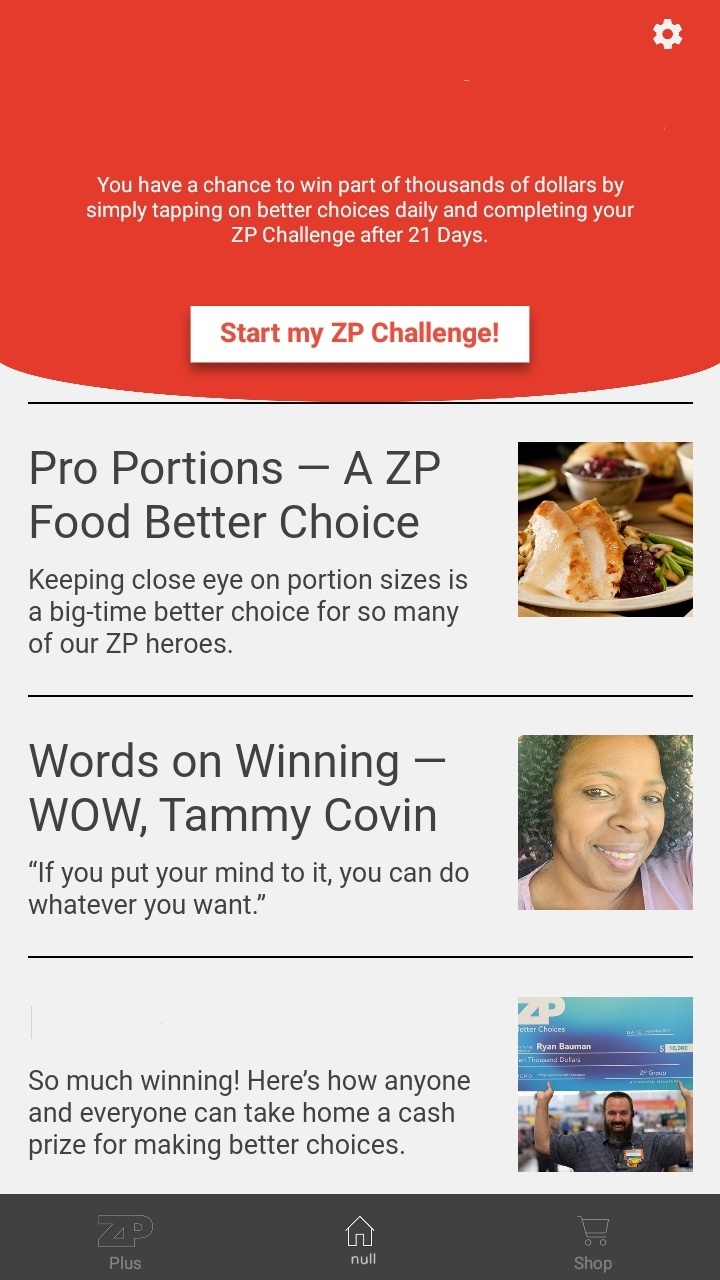 You have a chance to win part of thousands of dollars by
simply tapping on better choices daily and completing your
ZP Challenge after 21 Days.
Start my ZP Challenge!
Pro Portions — A ZP
Food Better Choice
Keeping close eye on portion sizes is
a big-time better choice for so many
of our ZP heroes.
Words on Winning —
WOW, Tammy Covin
“If you put your mind to it, you can do
whatever you want.”
ZP
etter Choices
DATE
Ryan Bauman
$ 10,000
en Thousand Dollars
ZP Group
So much winning! Here’s how anyone
and everyone can take home a cash
prize for making better choices.
ZP
Plus
null
Shop